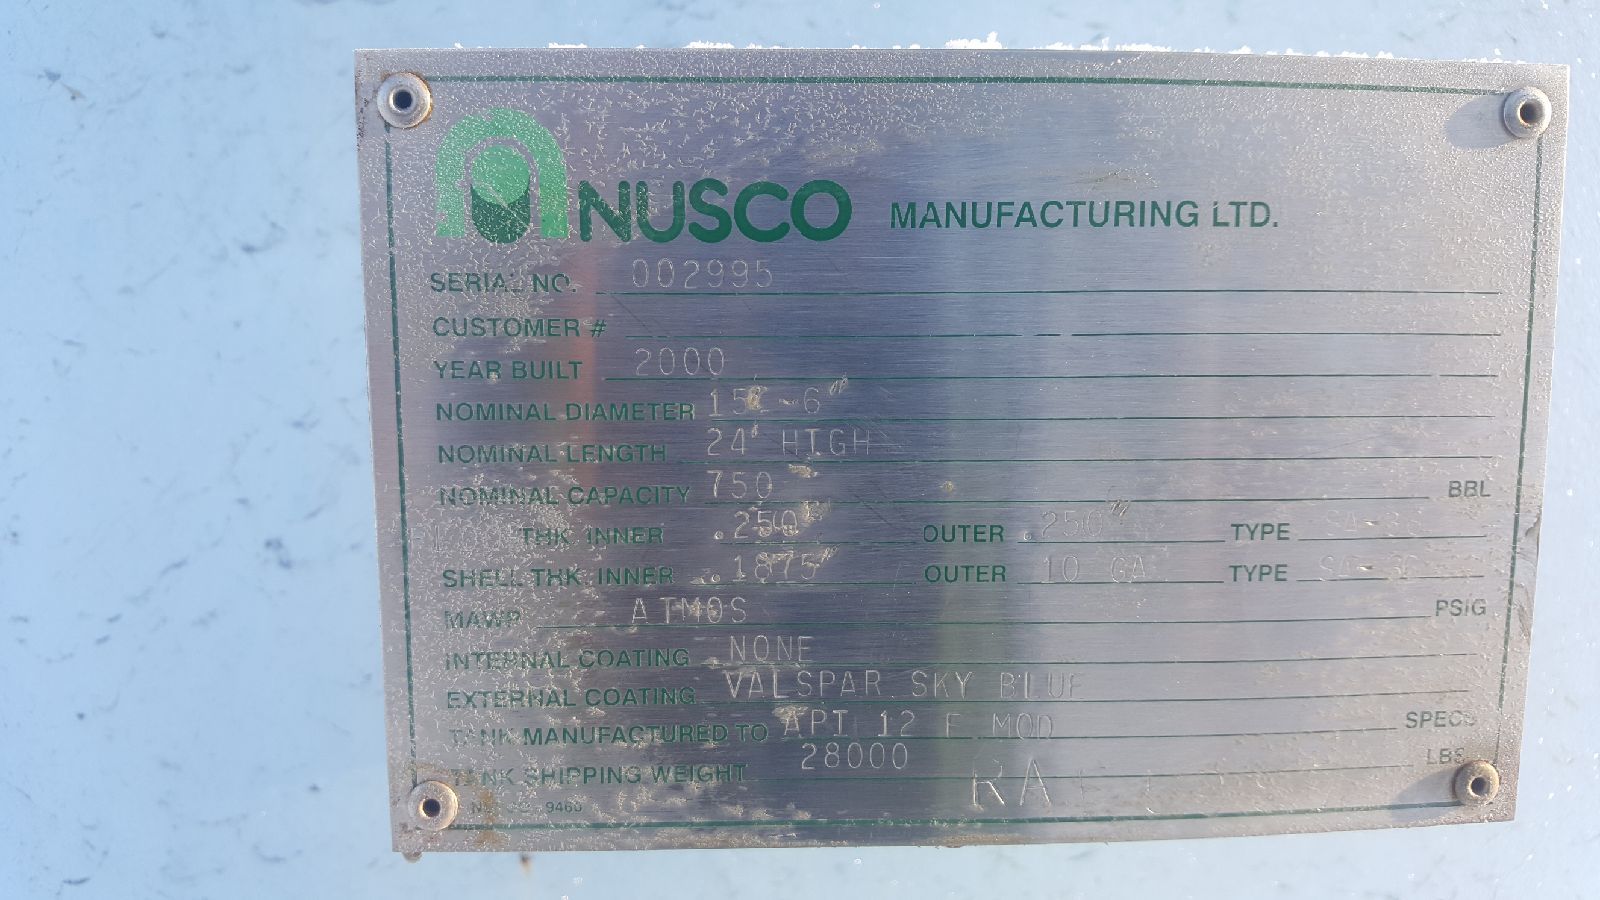 NUSCO MANUFACTURING LTD.
SERIAL NO. 002995
CUSTOMER #
YEAR BUILT 2000
NOMINAL DIAMETER 15'-6"
NOMINAL LENGTH 24' HIGH
NOMINAL CAPACITY 750 BBL
THK. INNER .250" OUTER .250" TYPE
SHELL THK. INNER .1875" OUTER 10 GA TYPE
MAWP ATMOS PSIG
INTERNAL COATING NONE
EXTERNAL COATING VALSPAR SKY BLUE
TANK MANUFACTURED TO API 12 F MOD SPECS
TANK SHIPPING WEIGHT 28000 LBS